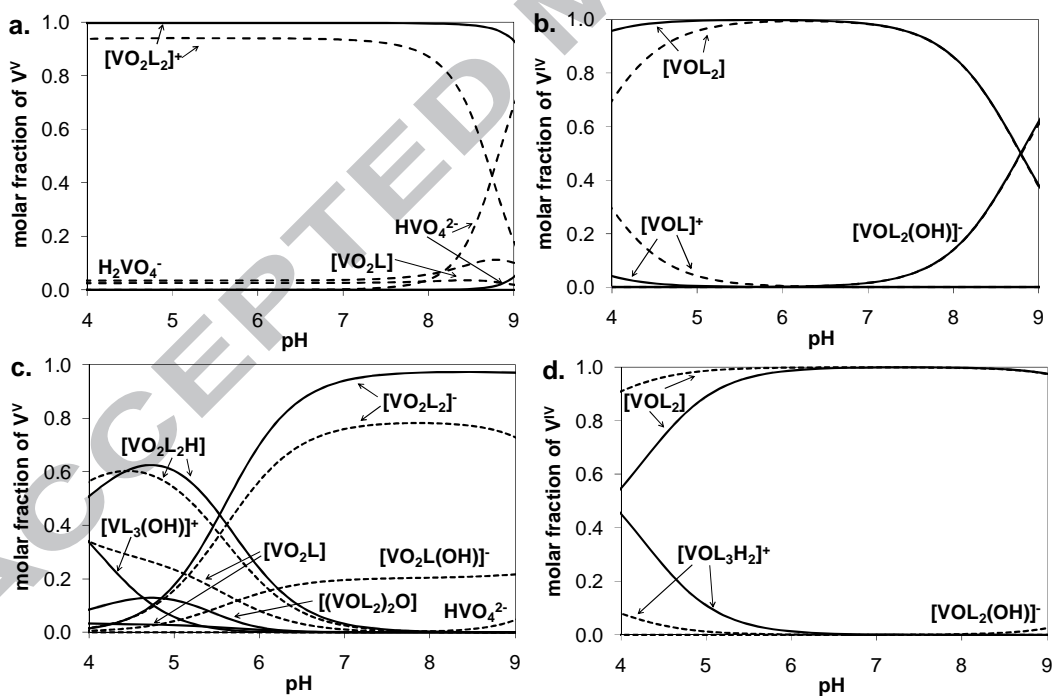 ACCEPTED M
a.
molar fraction of Vⱽ
1.0
0.8
0.6
0.4
0.2
0.0
[VO₂L₂]⁺
HVO₄²⁻
[VO₂L]
H₂VO₄⁻
4 5 6 7 8 9
pH
b.
molar fraction of Vᴵⱽ
1.0
0.8
0.6
0.4
0.2
0.0
[VOL₂]
[VOL]⁺
[VOL₂(OH)]⁻
4 5 6 7 8 9
pH
c.
molar fraction of Vⱽ
1.0
0.8
0.6
0.4
0.2
0.0
[VO₂L₂]⁻
[VO₂L₂H]
[VL₃(OH)]⁺
[VO₂L]
[VO₂L(OH)]⁻
[(VOL₂)₂O]
HVO₄²⁻
4 5 6 7 8 9
pH
d.
molar fraction of Vᴵⱽ
1.0
0.8
0.6
0.4
0.2
0.0
[VOL₂]
[VOL₃H₂]⁺
[VOL₂(OH)]⁻
4 5 6 7 8 9
pH